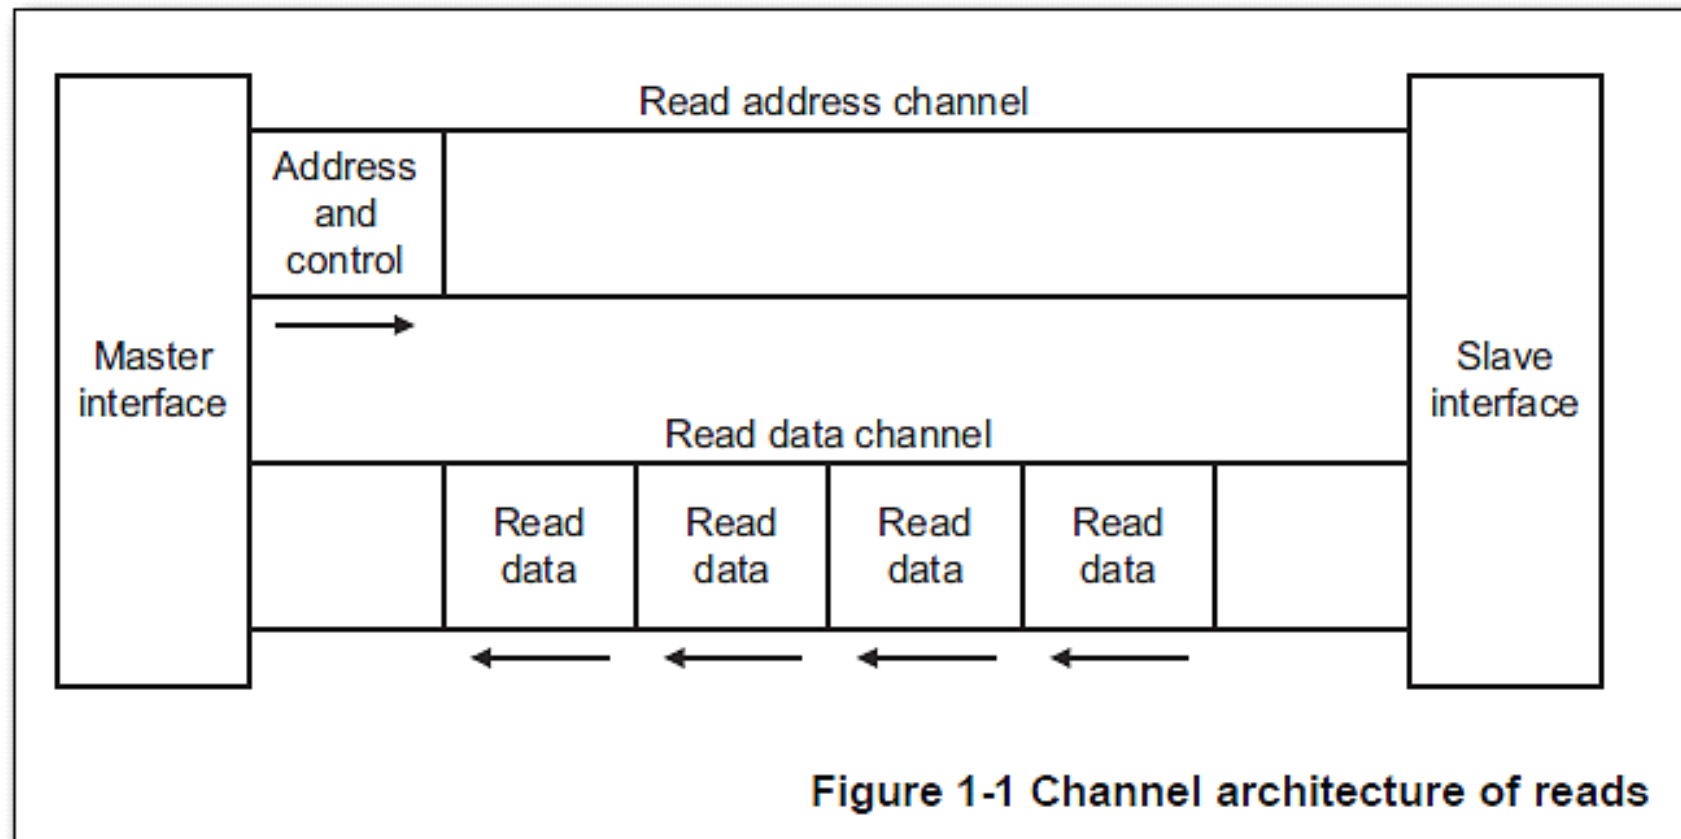 Read address channel
Address
and
control
Master
interface
Slave
interface
Read data channel
Read
data
Read
data
Read
data
Read
data
Figure 1-1 Channel architecture of reads